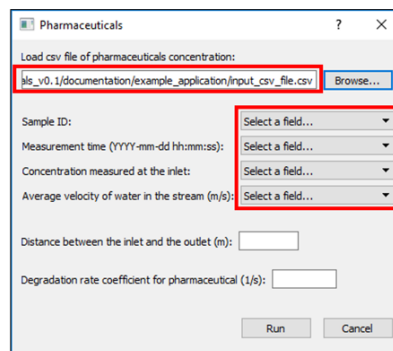 Pharmaceuticals
Load csv file of pharmaceuticals concentration:
als_v0.1/documentation/example_application/input_csv_file.csv Browse...
Sample ID: Select a field...
Measurement time (YYYY-mm-dd hh:mm:ss): Select a field...
Concentration measured at the inlet: Select a field...
Average velocity of water in the stream (m/s): Select a field...
Distance between the inlet and the outlet (m):
Degradation rate coefficient for pharmaceutical (1/s):
Run Cancel